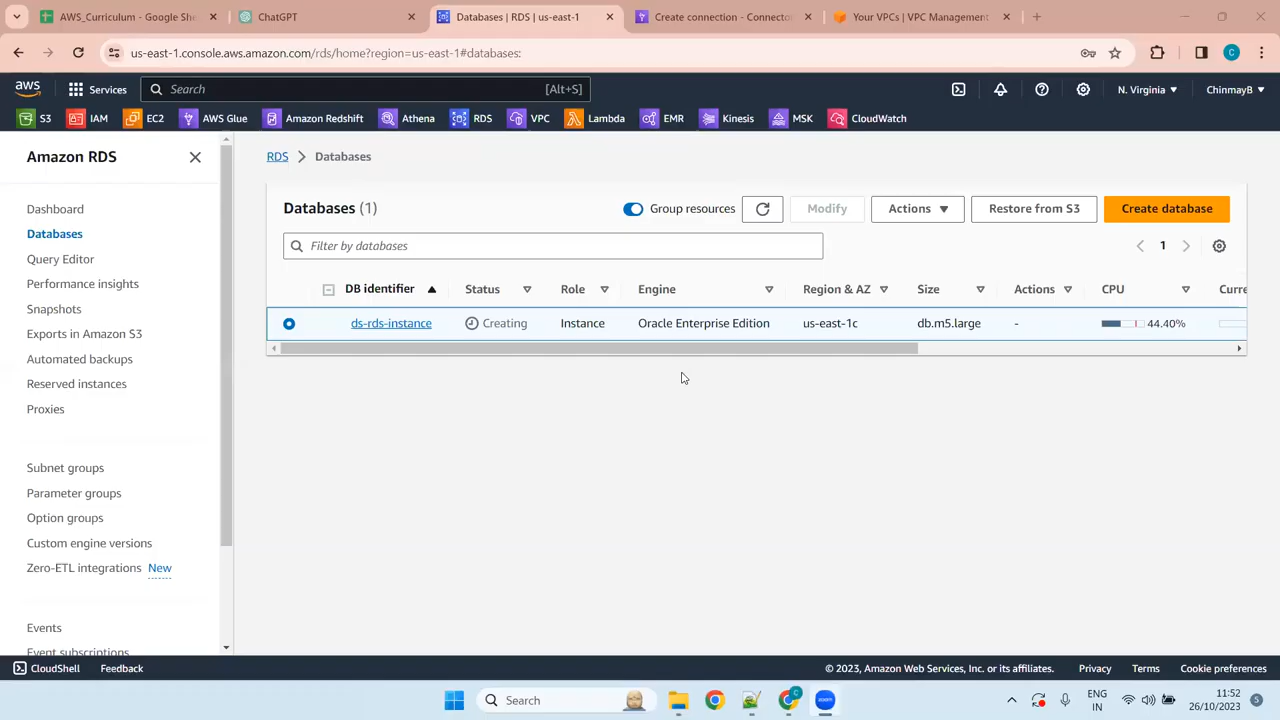 AWS_Curriculum - Google She
ChatGPT
Databases | RDS | us-east-1
Create connection - Connector
Your VPCs | VPC Management
us-east-1.console.aws.amazon.com/rds/home?region=us-east-1#databases:
C
aws
Services
Search
[Alt+S]
N. Virginia
ChinmayB
S3
IAM
EC2
AWS Glue
Amazon Redshift
Athena
RDS
VPC
Lambda
EMR
Kinesis
MSK
CloudWatch
Amazon RDS
RDS
Databases
Dashboard
Databases
Query Editor
Performance insights
Snapshots
Exports in Amazon S3
Automated backups
Reserved instances
Proxies
Subnet groups
Parameter groups
Option groups
Custom engine versions
Zero-ETL integrations New
Events
Event subscriptions
Databases (1)
Group resources
Modify
Actions
Restore from S3
Create database
Filter by databases
1
DB identifier
Status
Role
Engine
Region & AZ
Size
Actions
CPU
Curre
ds-rds-instance
Creating
Instance
Oracle Enterprise Edition
us-east-1c
db.m5.large
-
44.40%
CloudShell
Feedback
© 2023, Amazon Web Services, Inc. or its affiliates.
Privacy
Terms
Cookie preferences
Search
C
zoom
ENG
IN
11:52
26/10/2023
5